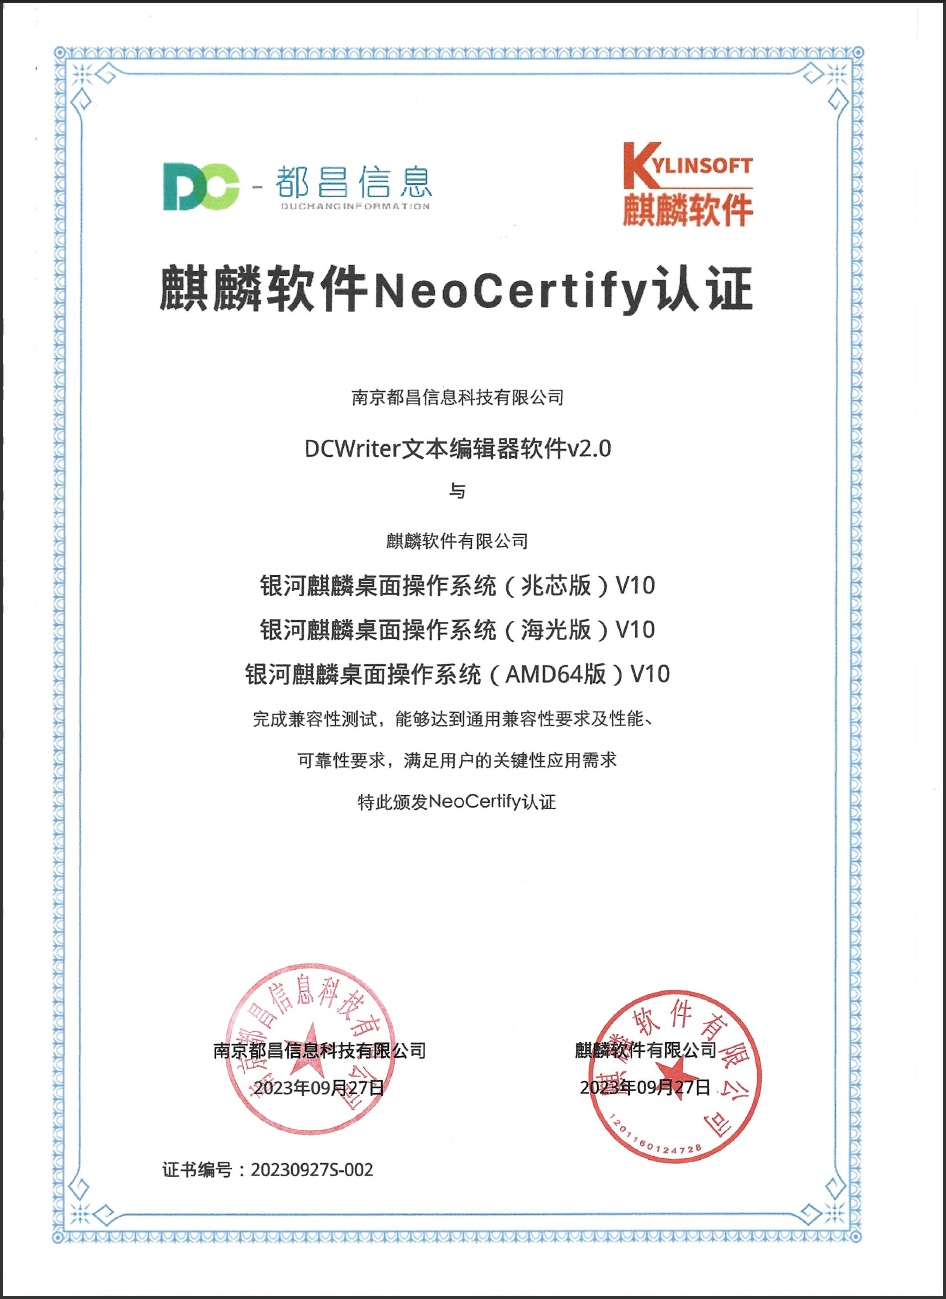 DC - 都昌信息
DUCHANGINFORMATION
KYLINSOFT
麒麟软件
麒麟软件NeoCertify认证
南京都昌信息科技有限公司
DCWriter文本编辑器软件v2.0
与
麒麟软件有限公司
银河麒麟桌面操作系统（兆芯版）V10
银河麒麟桌面操作系统（海光版）V10
银河麒麟桌面操作系统（AMD64版）V10
完成兼容性测试，能够达到通用兼容性要求及性能、
可靠性要求，满足用户的关键性应用需求
特此颁发NeoCertify认证
南京都昌信息科技有限公司
南京都昌信息科技有限公司
2023年09月27日
麒麟软件有限公司
麒麟软件有限公司
2023年09月27日
1201160124728
证书编号：20230927S-002